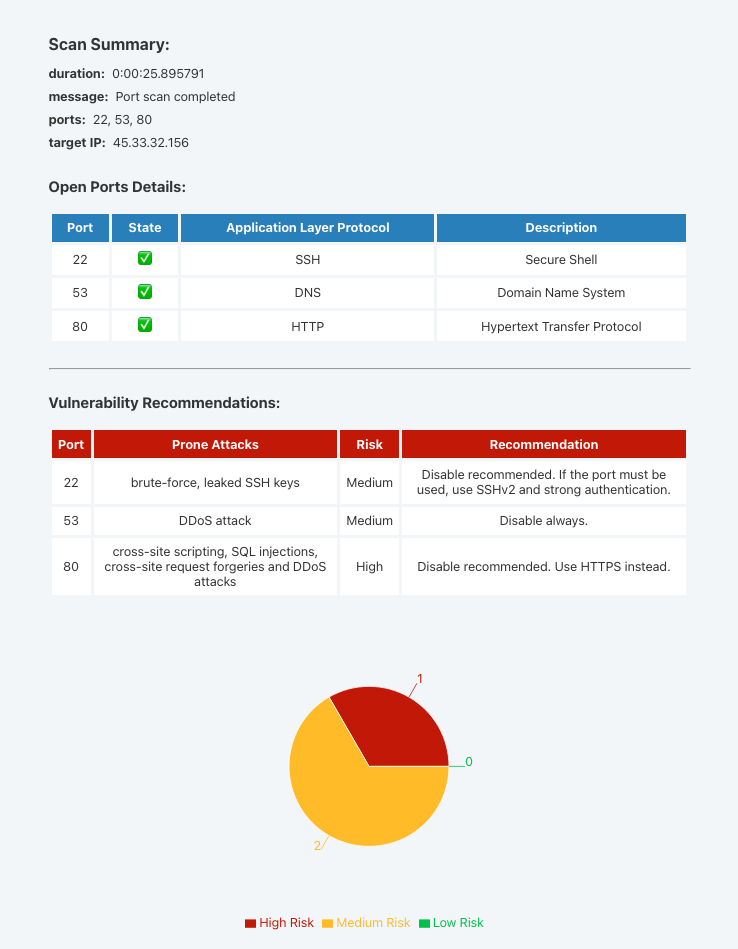 Scan Summary:
duration: 0:00:25.895791
message: Port scan completed
ports: 22, 53, 80
target IP: 45.33.32.156
Open Ports Details:
Port State Application Layer Protocol Description
22 ✅ SSH Secure Shell
53 ✅ DNS Domain Name System
80 ✅ HTTP Hypertext Transfer Protocol
Vulnerability Recommendations:
Port Prone Attacks Risk Recommendation
22 brute-force, leaked SSH keys Medium Disable recommended. If the port must be
used, use SSHv2 and strong authentication.
53 DDoS attack Medium Disable always.
80 cross-site scripting, SQL injections,
cross-site request forgeries and DDoS
attacks High Disable recommended. Use HTTPS instead.
1
0
2
High Risk Medium Risk Low Risk